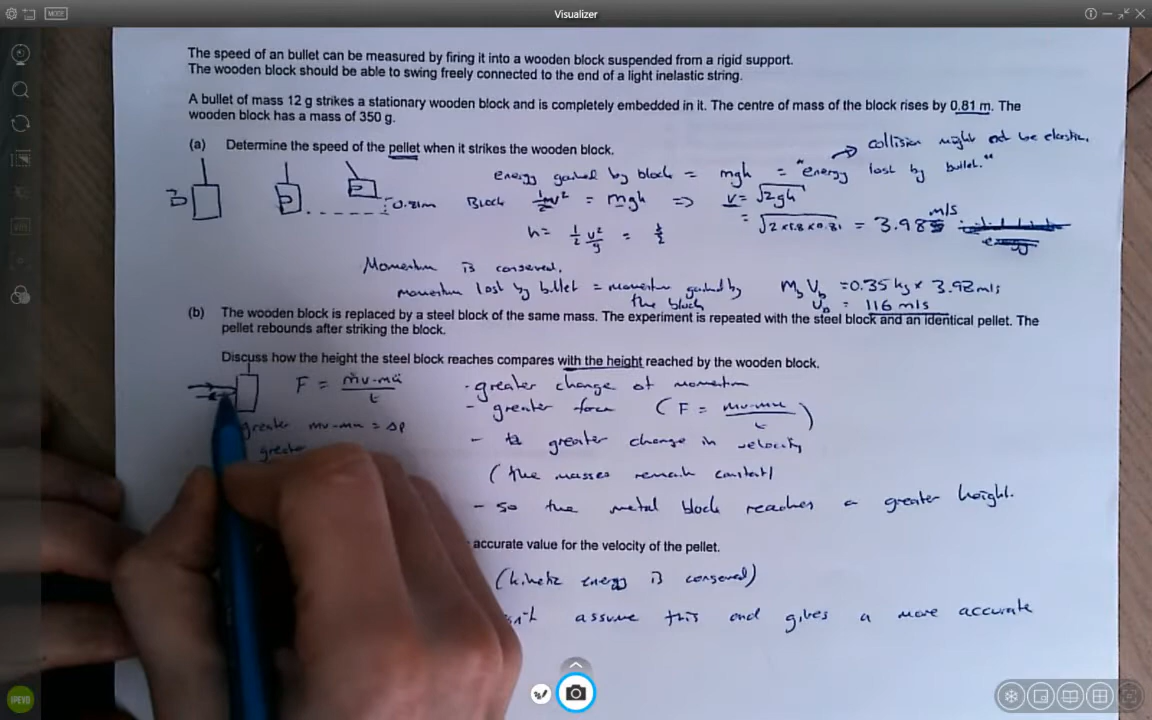 Visualizer
MODE
The speed of an bullet can be measured by firing it into a wooden block suspended from a rigid support.
The wooden block should be able to swing freely connected to the end of a light inelastic string.
A bullet of mass 12 g strikes a stationary wooden block and is completely embedded in it. The centre of mass of the block rises by 0.81 m. The
wooden block has a mass of 350 g.
(a) Determine the speed of the pellet when it strikes the wooden block.
collision might not be elastic.
energy gained by block = mgh = "energy lost by bullet."
0.81m Block ½mv² = mgh => v = √2gh
= √2×9.8×0.81 = 3.98 m/s
h = ½ v²/g =
Momentum is conserved.
momentum lost by bullet = momentum gained by
the block
= 0.35 kg × 3.98 m/s
= 116 m/s
(b) The wooden block is replaced by a steel block of the same mass. The experiment is repeated with the steel block and an identical pellet. The
pellet rebounds after striking the block.
Discuss how the height the steel block reaches compares with the height reached by the wooden block.
F = mv-mu / t
greater mv-mu = Δp
greater
- greater change of momentum
- greater force (F = mv-mu / t)
- greater change in velocity
(the masses remain constant)
- so the metal block reaches a greater height.
accurate value for the velocity of the pellet.
(kinetic energy is conserved)
assume this and gives a more accurate
IPEVO